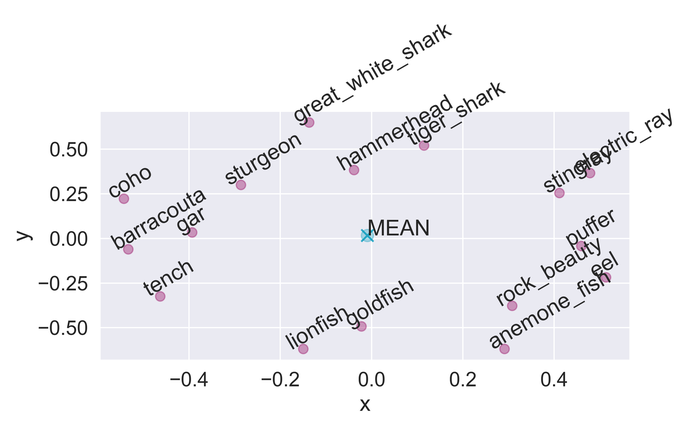 great_white_shark
hammerhead
tiger_shark
electric_ray
stingray
sturgeon
coho
barracouta
gar
MEAN
puffer
eel
rock_beauty
anemone_fish
tench
goldfish
lionfish
0.50
0.25
0.00
−0.25
−0.50
y
−0.4
−0.2
0.0
0.2
0.4
x